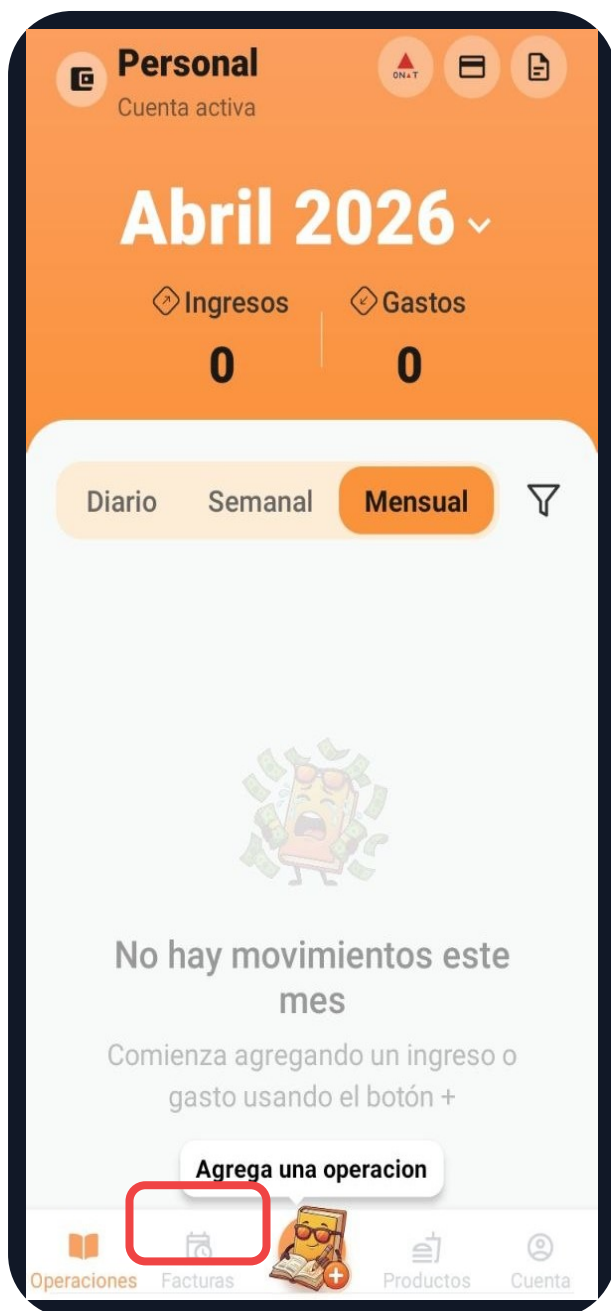 Personal
Cuenta activa
ONAT
Abril 2026
Ingresos
Gastos
0
0
Diario
Semanal
Mensual
No hay movimientos este
mes
Comienza agregando un ingreso o
gasto usando el botón +
Agrega una operacion
Operaciones
Facturas
Productos
Cuenta